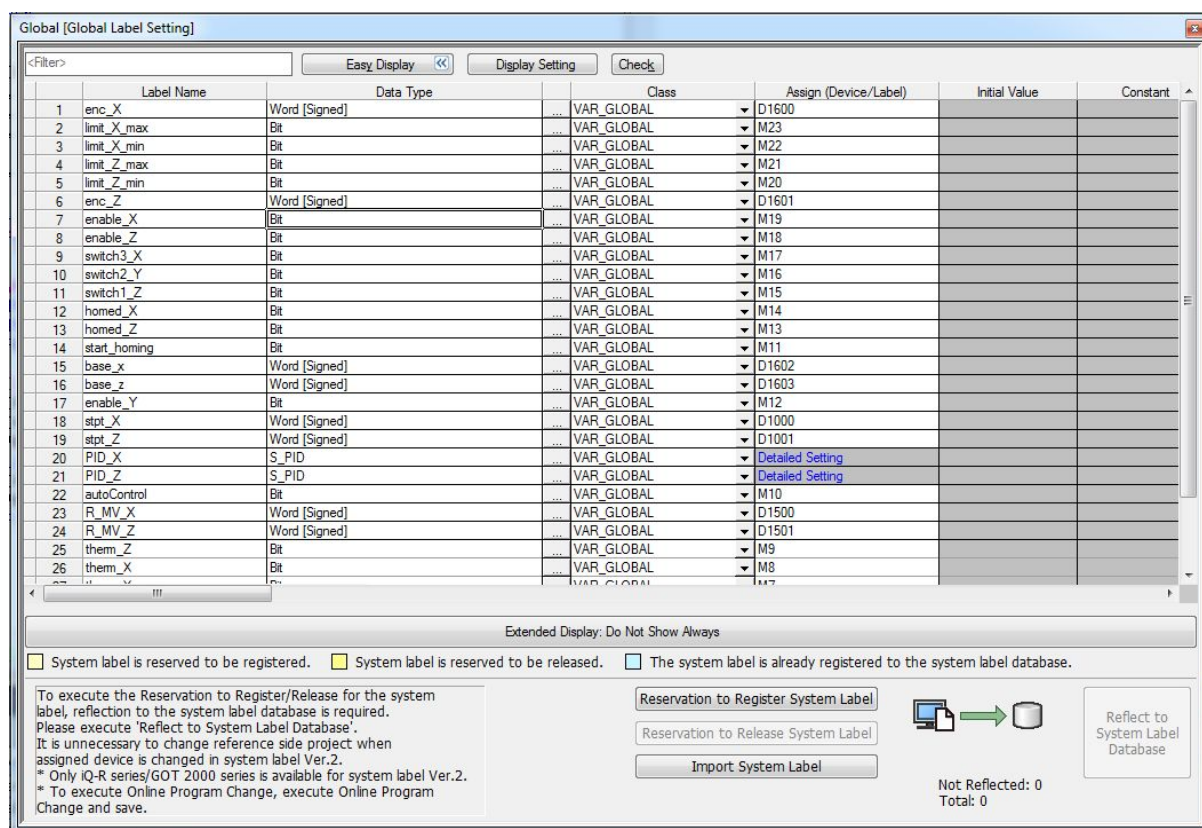 Global [Global Label Setting]
<Filter> Easy Display Display Setting Check
Label Name Data Type Class Assign (Device/Label) Initial Value Constant
1 enc_X Word [Signed] ... VAR_GLOBAL D1600
2 limit_X_max Bit ... VAR_GLOBAL M23
3 limit_X_min Bit ... VAR_GLOBAL M22
4 limit_Z_max Bit ... VAR_GLOBAL M21
5 limit_Z_min Bit ... VAR_GLOBAL M20
6 enc_Z Word [Signed] ... VAR_GLOBAL D1601
7 enable_X Bit ... VAR_GLOBAL M19
8 enable_Z Bit ... VAR_GLOBAL M18
9 switch3_X Bit ... VAR_GLOBAL M17
10 switch2_Y Bit ... VAR_GLOBAL M16
11 switch1_Z Bit ... VAR_GLOBAL M15
12 homed_X Bit ... VAR_GLOBAL M14
13 homed_Z Bit ... VAR_GLOBAL M13
14 start_homing Bit ... VAR_GLOBAL M11
15 base_x Word [Signed] ... VAR_GLOBAL D1602
16 base_z Word [Signed] ... VAR_GLOBAL D1603
17 enable_Y Bit ... VAR_GLOBAL M12
18 stpt_X Word [Signed] ... VAR_GLOBAL D1000
19 stpt_Z Word [Signed] ... VAR_GLOBAL D1001
20 PID_X S_PID ... VAR_GLOBAL Detailed Setting
21 PID_Z S_PID ... VAR_GLOBAL Detailed Setting
22 autoControl Bit ... VAR_GLOBAL M10
23 R_MV_X Word [Signed] ... VAR_GLOBAL D1500
24 R_MV_Z Word [Signed] ... VAR_GLOBAL D1501
25 therm_Z Bit ... VAR_GLOBAL M9
26 therm_X Bit ... VAR_GLOBAL M8
Extended Display: Do Not Show Always
System label is reserved to be registered. System label is reserved to be released. The system label is already registered to the system label database.
To execute the Reservation to Register/Release for the system
label, reflection to the system label database is required.
Please execute 'Reflect to System Label Database'.
It is unnecessary to change reference side project when
assigned device is changed in system label Ver.2.
* Only iQ-R series/GOT 2000 series is available for system label Ver.2.
* To execute Online Program Change, execute Online Program
Change and save.
Reservation to Register System Label
Reservation to Release System Label
Import System Label
Not Reflected: 0
Total: 0
Reflect to
System Label
Database